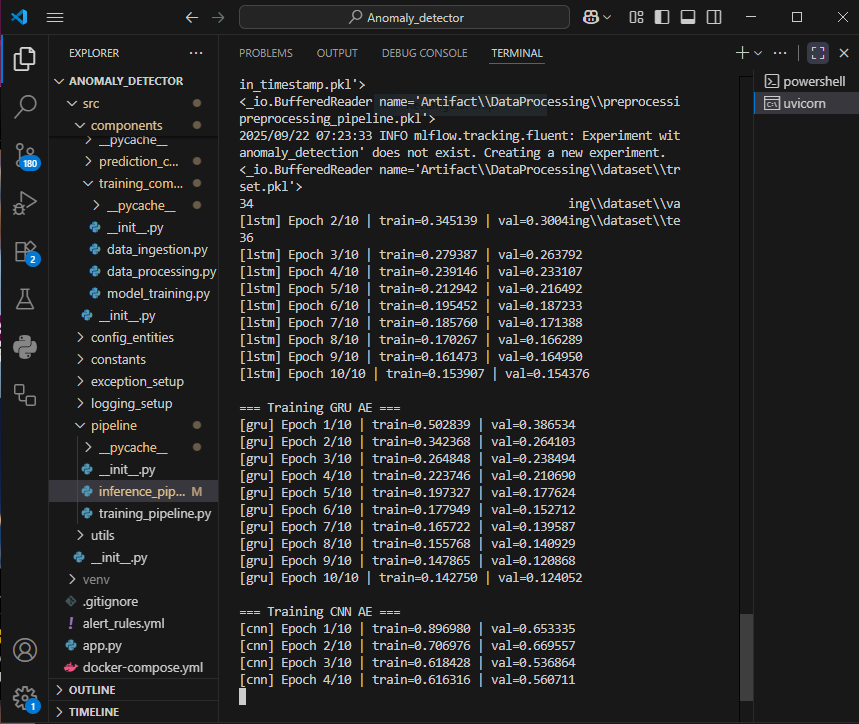 Anomaly_detector
EXPLORER
ANOMALY_DETECTOR
src
components
__pycache__
prediction_c...
training_com...
__pycache__
__init__.py
data_ingestion.py
data_processing.py
model_training.py
__init__.py
config_entities
constants
exception_setup
logging_setup
pipeline
__pycache__
__init__.py
inference_pip... M
training_pipeline.py
utils
__init__.py
venv
.gitignore
! alert_rules.yml
app.py
docker-compose.yml
OUTLINE
TIMELINE
180
2
1
PROBLEMS OUTPUT DEBUG CONSOLE TERMINAL
in_timestamp.pkl'>
<_io.BufferedReader name='Artifact\\DataProcessing\\preprocessi
preprocessing_pipeline.pkl'>
2025/09/22 07:23:33 INFO mlflow.tracking.fluent: Experiment wit
anomaly_detection' does not exist. Creating a new experiment.
<_io.BufferedReader name='Artifact\\DataProcessing\\dataset\\tr
set.pkl'>
34 ing\\dataset\\va
[lstm] Epoch 2/10 | train=0.345139 | val=0.3004ing\\dataset\\te
36
[lstm] Epoch 3/10 | train=0.279387 | val=0.263792
[lstm] Epoch 4/10 | train=0.239146 | val=0.233107
[lstm] Epoch 5/10 | train=0.212942 | val=0.216492
[lstm] Epoch 6/10 | train=0.195452 | val=0.187233
[lstm] Epoch 7/10 | train=0.185760 | val=0.171388
[lstm] Epoch 8/10 | train=0.170267 | val=0.166289
[lstm] Epoch 9/10 | train=0.161473 | val=0.164950
[lstm] Epoch 10/10 | train=0.153907 | val=0.154376
=== Training GRU AE ===
[gru] Epoch 1/10 | train=0.502839 | val=0.386534
[gru] Epoch 2/10 | train=0.342368 | val=0.264103
[gru] Epoch 3/10 | train=0.264848 | val=0.238494
[gru] Epoch 4/10 | train=0.223746 | val=0.210690
[gru] Epoch 5/10 | train=0.197327 | val=0.177624
[gru] Epoch 6/10 | train=0.177949 | val=0.152712
[gru] Epoch 7/10 | train=0.165722 | val=0.139587
[gru] Epoch 8/10 | train=0.155768 | val=0.140929
[gru] Epoch 9/10 | train=0.147865 | val=0.120868
[gru] Epoch 10/10 | train=0.142750 | val=0.124052
=== Training CNN AE ===
[cnn] Epoch 1/10 | train=0.896980 | val=0.653335
[cnn] Epoch 2/10 | train=0.706976 | val=0.669557
[cnn] Epoch 3/10 | train=0.618428 | val=0.536864
[cnn] Epoch 4/10 | train=0.616316 | val=0.560711
powershell
uvicorn